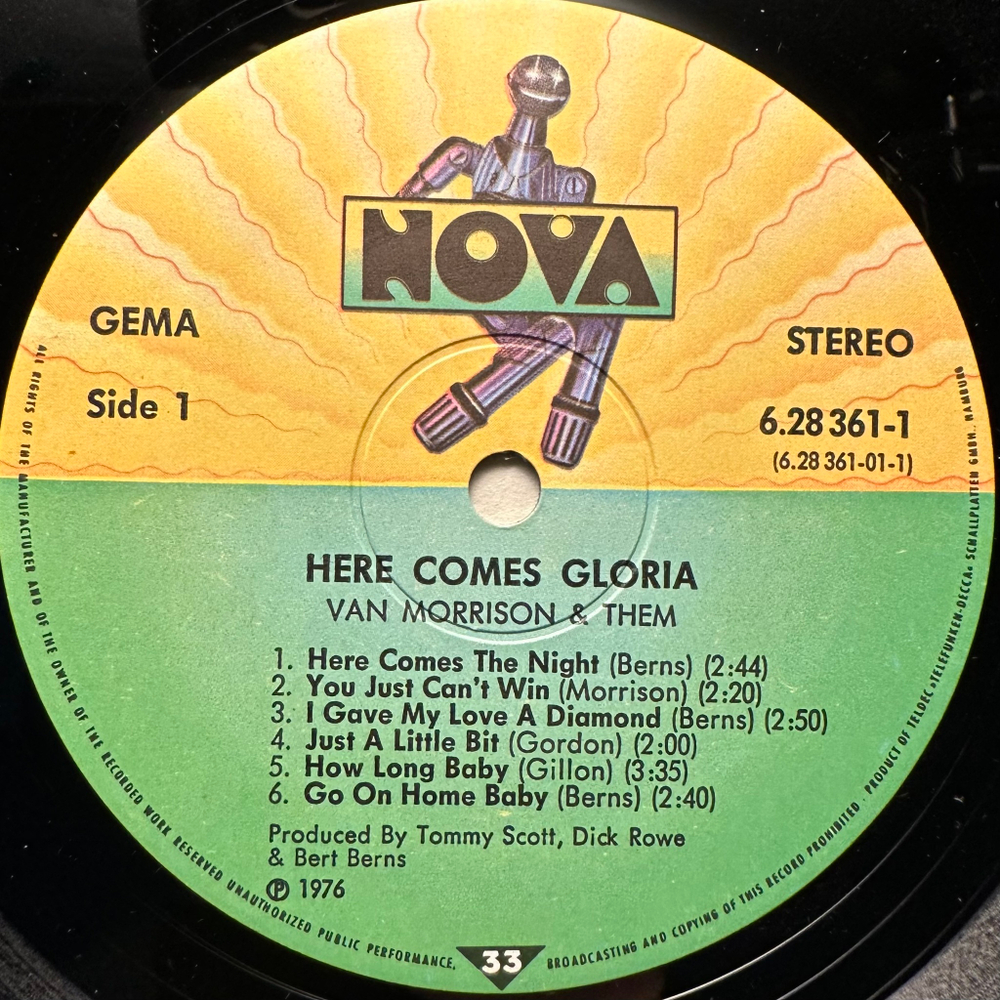 NOVA
GEMA
STEREO
Side 1
6.28 361-1
(6.28 361-01-1)
HERE COMES GLORIA
VAN MORRISON & THEM
1. Here Comes The Night (Berns) (2:44)
2. You Just Can't Win (Morrison) (2:20)
3. I Gave My Love A Diamond (Berns) (2:50)
4. Just A Little Bit (Gordon) (2:00)
5. How Long Baby (Gillon) (3:35)
6. Go On Home Baby (Berns) (2:40)
Produced By Tommy Scott, Dick Rowe
& Bert Berns
Ⓟ 1976
33
ALL RIGHTS OF THE MANUFACTURER AND OF THE OWNER OF THE RECORDED WORK RESERVED UNAUTHORIZED PUBLIC PERFORMANCE, BROADCASTING AND COPYING OF THIS RECORD PROHIBITED · PRODUCT OF TELDEC »TELEFUNKEN-DECCA« SCHALLPLATTEN GMBH., HAMBURG